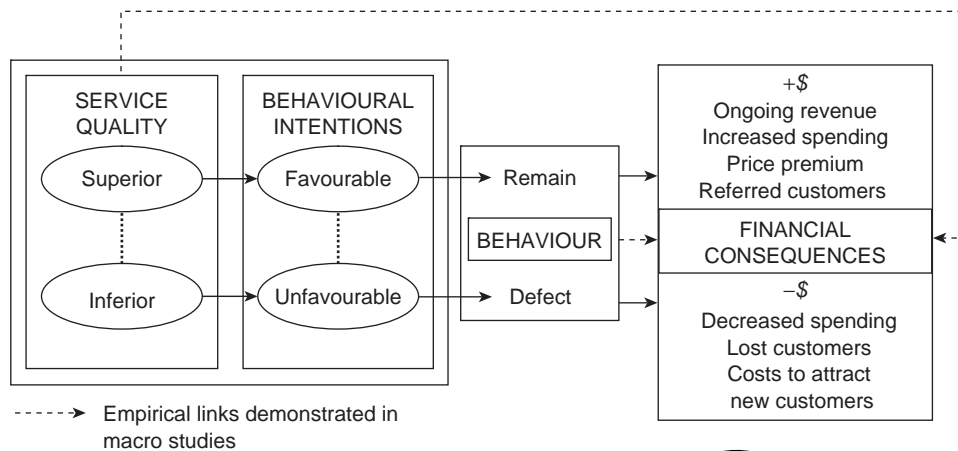 SERVICE
QUALITY
Superior
Inferior
BEHAVIOURAL
INTENTIONS
Favourable
Unfavourable
Remain
BEHAVIOUR
Defect
+$
Ongoing revenue
Increased spending
Price premium
Referred customers
FINANCIAL
CONSEQUENCES
−$
Decreased spending
Lost customers
Costs to attract
new customers
Empirical links demonstrated in
macro studies